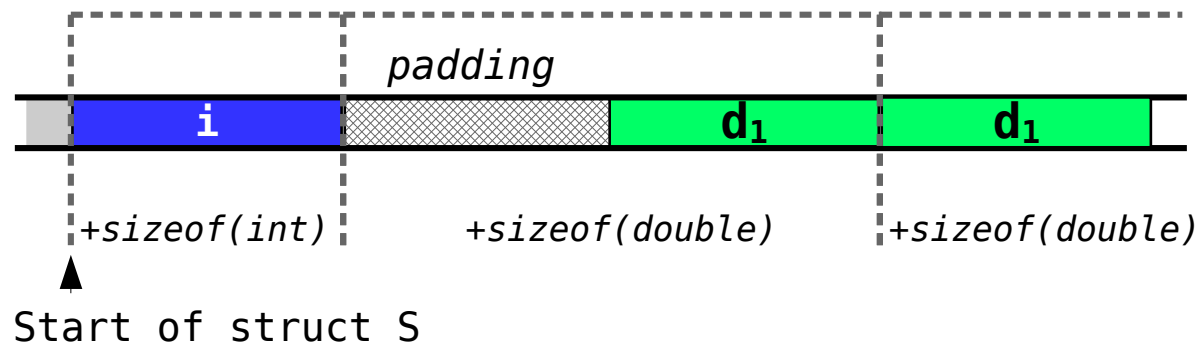 padding
i d₁ d₁
+sizeof(int) +sizeof(double) +sizeof(double)
Start of struct S